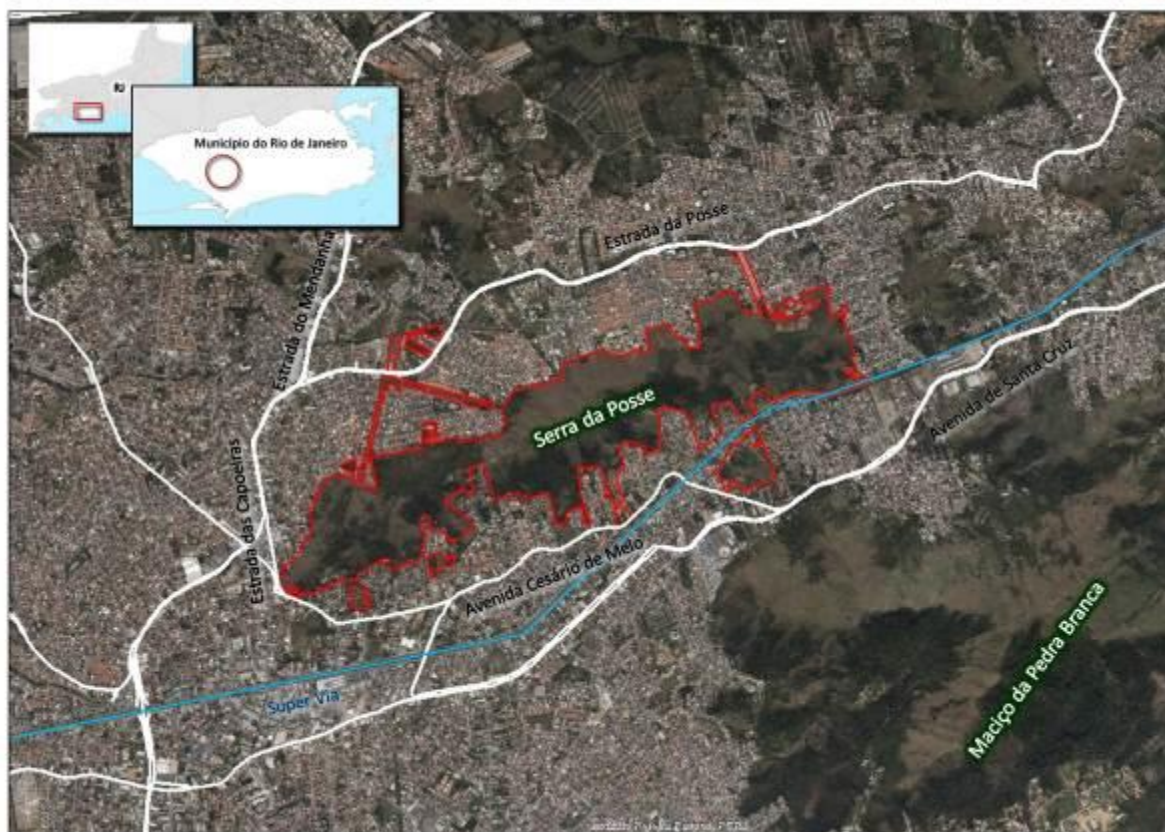 RJ
Município do Rio de Janeiro
Estrada do Mendanha
Estrada da Posse
Serra da Posse
Avenida de Santa Cruz
Estrada das Capoeiras
Avenida Cesário de Melo
Super Via
Maciço da Pedra Branca